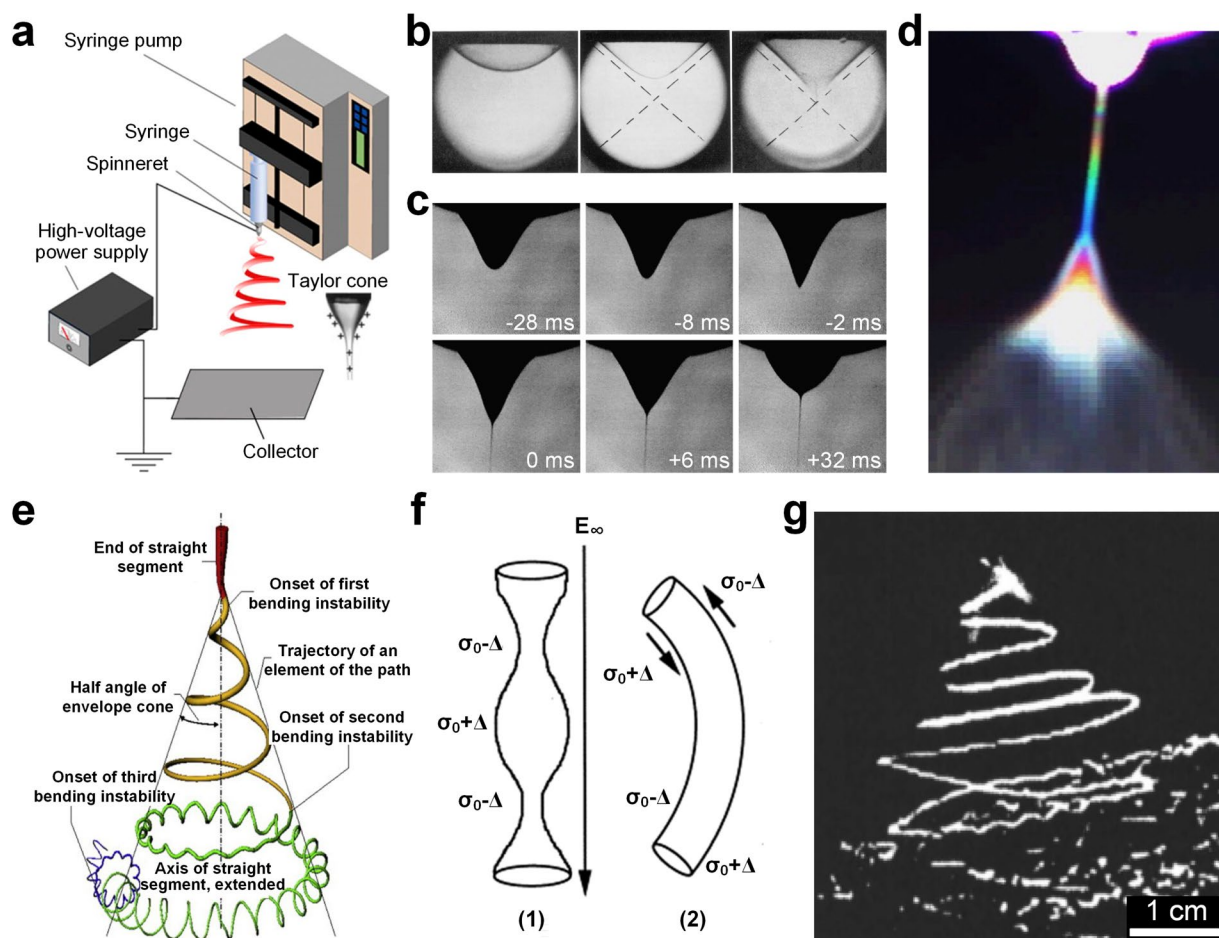 a
Syringe pump
Syringe
Spinneret
High-voltage
power supply
Taylor cone
Collector
b
c
-28 ms
-8 ms
-2 ms
0 ms
+6 ms
+32 ms
d
e
End of straight
segment
Onset of first
bending instability
Trajectory of an
element of the path
Half angle of
envelope cone
Onset of second
bending instability
Onset of third
bending instability
Axis of straight
segment, extended
f
E∞
σ₀-Δ
σ₀+Δ
σ₀-Δ
(1)
σ₀-Δ
σ₀+Δ
σ₀-Δ
σ₀+Δ
(2)
g
1 cm